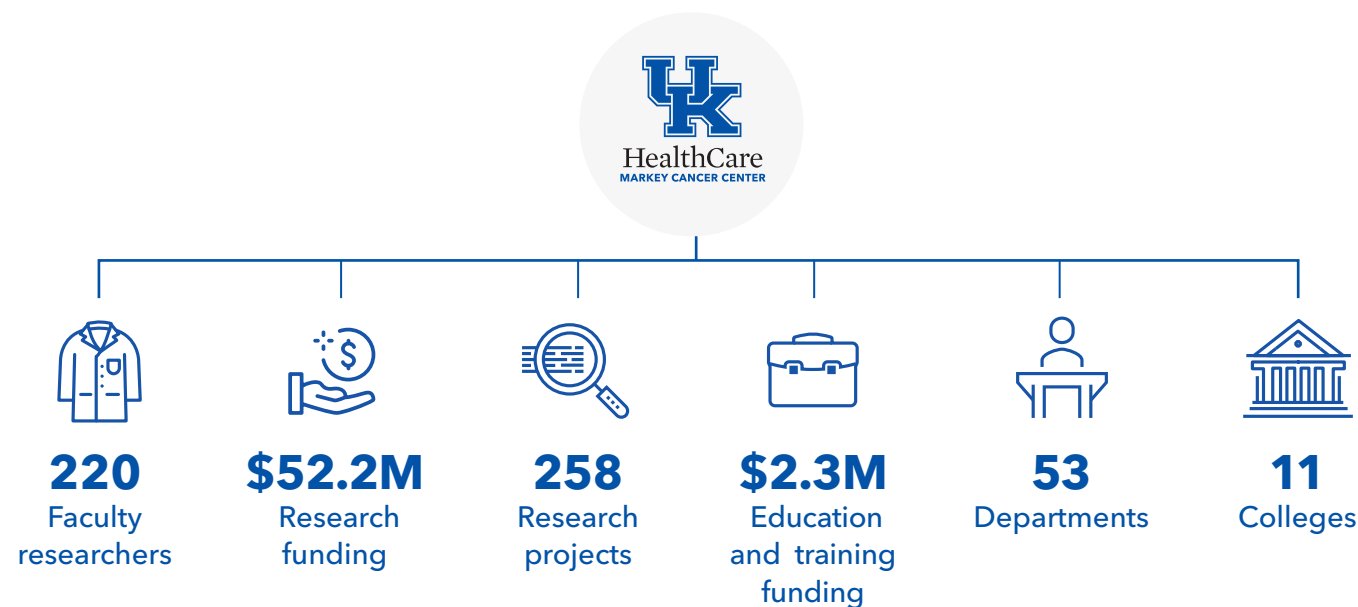 UK
HealthCare
MARKEY CANCER CENTER
220
Faculty
researchers
$52.2M
Research
funding
258
Research
projects
$2.3M
Education
and training
funding
53
Departments
11
Colleges